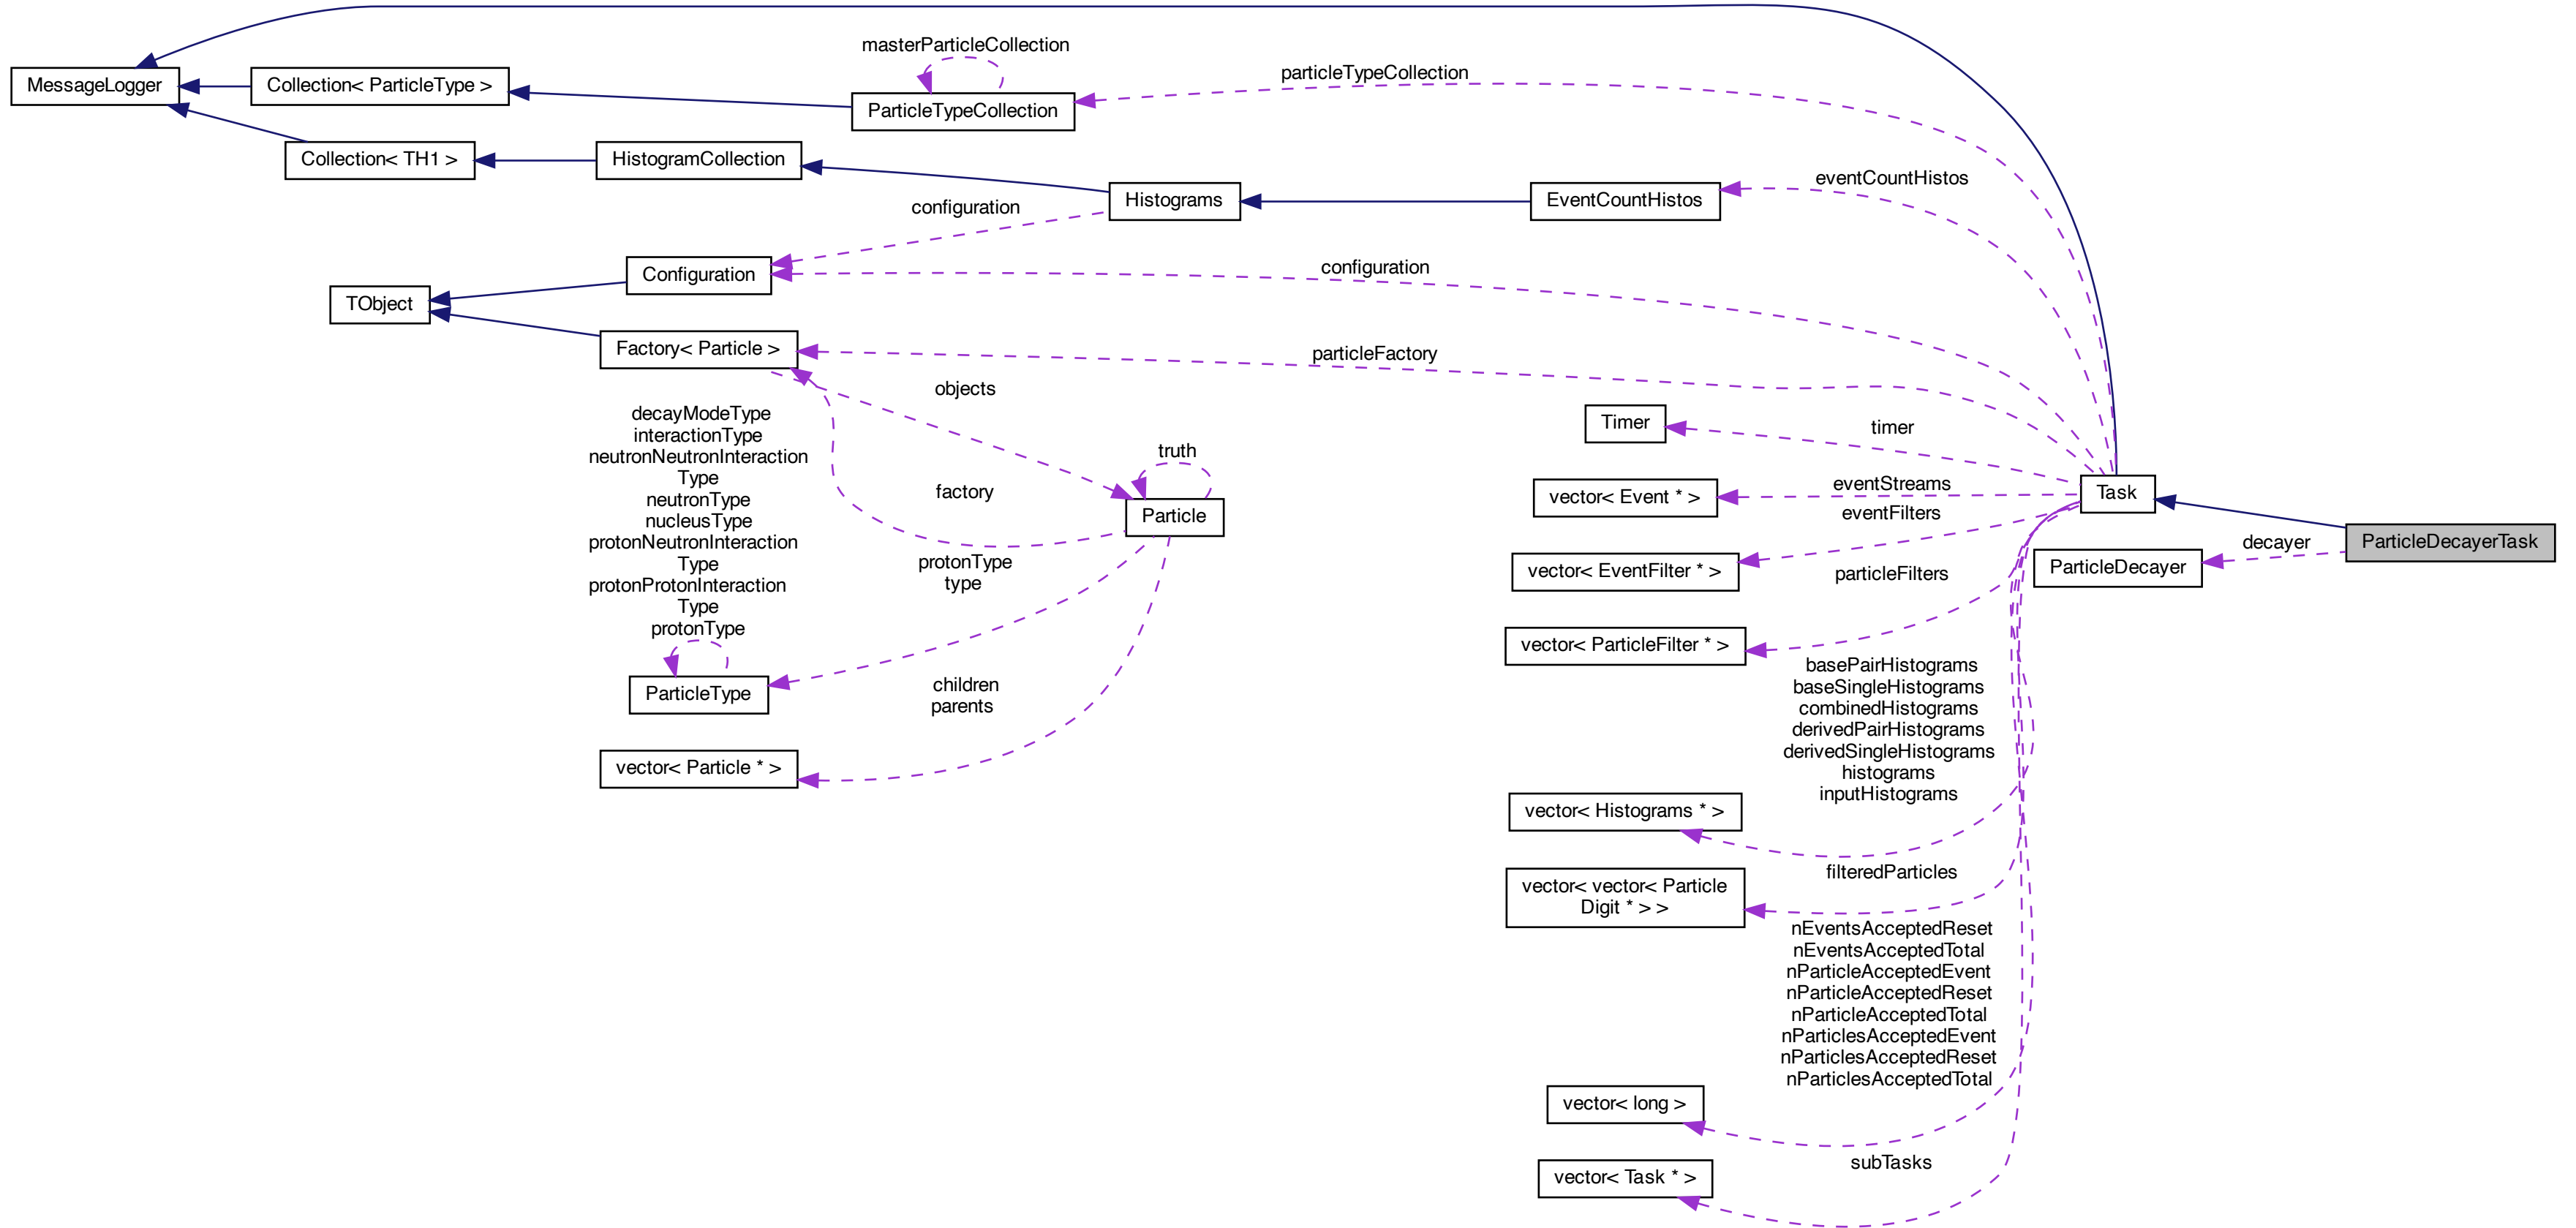 masterParticleCollection
particleTypeCollection
MessageLogger
Collection< ParticleType >
ParticleTypeCollection
Collection< TH1 >
HistogramCollection
eventCountHistos
configuration
Histograms
EventCountHistos
Configuration
configuration
TObject
Factory< Particle >
particleFactory
objects
decayModeType
interactionType
neutronNeutronInteraction
Type
neutronType
nucleusType
protonNeutronInteraction
Type
protonProtonInteraction
Type
protonType
truth
factory
Particle
protonType
type
ParticleType
children
parents
vector< Particle * >
Timer
timer
Task
vector< Event * >
eventStreams
eventFilters
ParticleDecayerTask
decayer
ParticleDecayer
vector< EventFilter * >
particleFilters
vector< ParticleFilter * >
basePairHistograms
baseSingleHistograms
combinedHistograms
derivedPairHistograms
derivedSingleHistograms
histograms
inputHistograms
vector< Histograms * >
filteredParticles
vector< vector< Particle
Digit * > >
nEventsAcceptedReset
nEventsAcceptedTotal
nParticleAcceptedEvent
nParticleAcceptedReset
nParticleAcceptedTotal
nParticlesAcceptedEvent
nParticlesAcceptedReset
nParticlesAcceptedTotal
vector< long >
subTasks
vector< Task * >